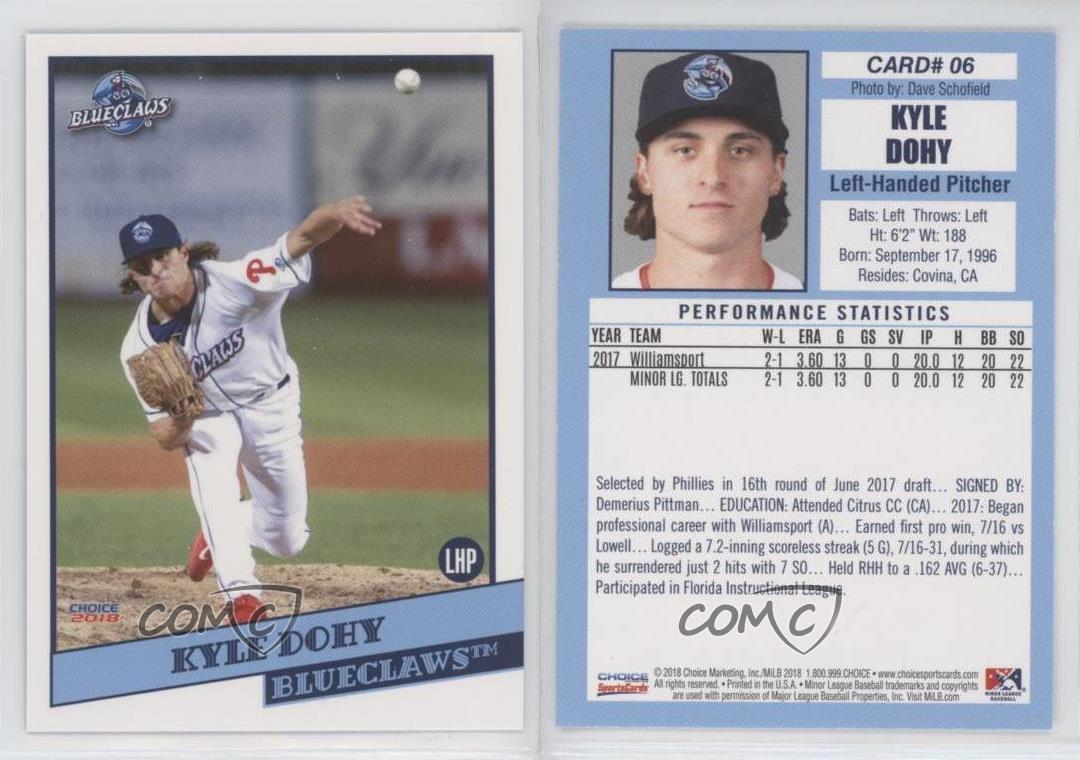 BLUECLAWS
P
CLAWS
LHP
CHOICE
2018
COMC
KYLE DOHY
BLUECLAWS™
CARD# 06
Photo by: Dave Schofield
KYLE
DOHY
Left-Handed Pitcher
Bats: Left Throws: Left
Ht: 6'2" Wt: 188
Born: September 17, 1996
Resides: Covina, CA
PERFORMANCE STATISTICS
YEAR TEAM W-L ERA G GS SV IP H BB SO
2017 Williamsport 2-1 3.60 13 0 0 20.0 12 20 22
MINOR LG. TOTALS 2-1 3.60 13 0 0 20.0 12 20 22
Selected by Phillies in 16th round of June 2017 draft... SIGNED BY:
Demerius Pittman... EDUCATION: Attended Citrus CC (CA)... 2017: Began
professional career with Williamsport (A)... Earned first pro win, 7/16 vs
Lowell... Logged a 7.2-inning scoreless streak (5 G), 7/16-31, during which
he surrendered just 2 hits with 7 SO... Held RHH to a .162 AVG (6-37)...
Participated in Florida Instructional League.
COMC
CHOICE
SportsCards
© 2018 Choice Marketing, Inc./MiLB 2018 1.800.999.CHOICE • www.choicesportscards.com
All rights reserved. • Printed in the U.S.A. • Minor League Baseball trademarks and copyrights
are used with permission of Major League Baseball Properties, Inc. Visit MiLB.com
MINOR LEAGUE
BASEBALL